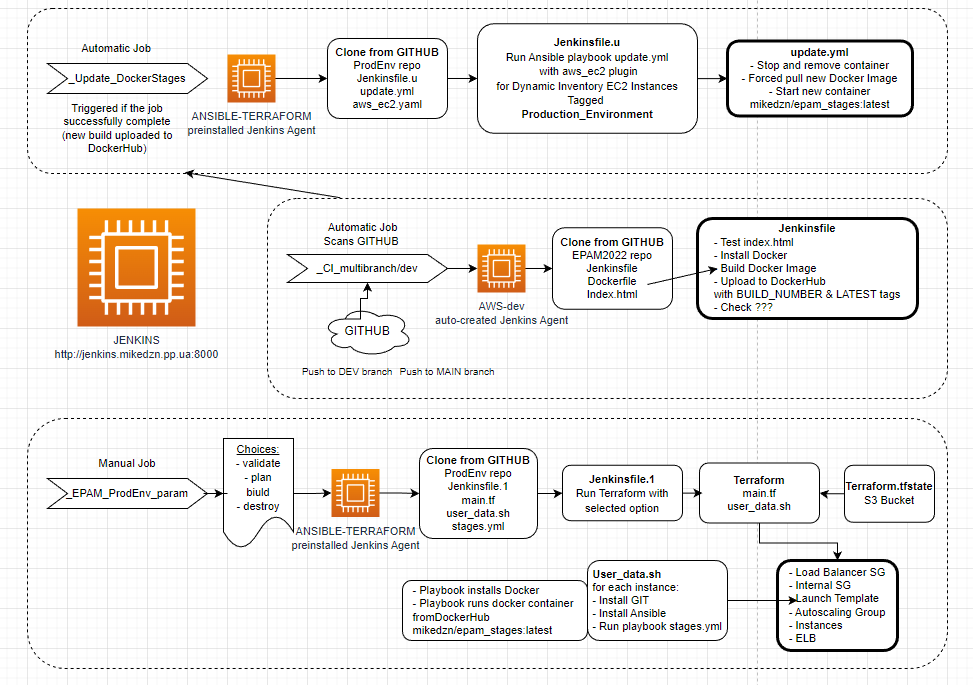 Automatic Job
_Update_DockerStages
Triggered if the job
successfully complete
(new build uploaded to
DockerHub)
ANSIBLE-TERRAFORM
preinstalled Jenkins Agent
Clone from GITHUB
ProdEnv repo
Jenkinsfile.u
update.yml
aws_ec2.yaml
Jenkinsfile.u
Run Ansible playbook update.yml
with aws_ec2 plugin
for Dynamic Inventory EC2 Instances
Tagged
Production_Environment
update.yml
- Stop and remove container
- Forced pull new Docker Image
- Start new container
mikedzn/epam_stages:latest
JENKINS
http://jenkins.mikedzn.pp.ua:8000
Automatic Job
Scans GITHUB
_CI_multibranch/dev
GITHUB
Push to DEV branch Push to MAIN branch
AWS-dev
auto-created Jenkins Agent
Clone from GITHUB
EPAM2022 repo
Jenkinsfile
Dockerfile
Index.html
Jenkinsfile
- Test index.html
- Install Docker
- Build Docker Image
- Upload to DockerHub
with BUILD_NUMBER & LATEST tags
- Check ???
Manual Job
_EPAM_ProdEnv_param
Choices:
- validate
- plan
biuld
- destroy
ANSIBLE-TERRAFORM
preinstalled Jenkins Agent
Clone from GITHUB
ProdEnv repo
Jenkinsfile.1
main.tf
user_data.sh
stages.yml
Jenkinsfile.1
Run Terraform with
selected option
Terraform
main.tf
user_data.sh
Terraform.tfstate
S3 Bucket
- Playbook installs Docker
- Playbook runs docker container
fromDockerHub
mikedzn/epam_stages:latest
User_data.sh
for each instance:
- Install GIT
- Install Ansible
- Run playbook stages.yml
- Load Balancer SG
- Internal SG
- Launch Template
- Autoscaling Group
- Instances
- ELB